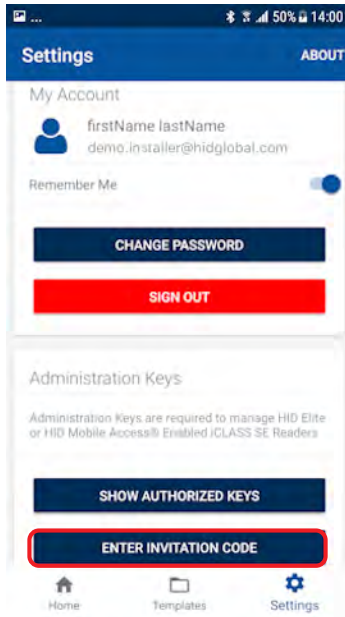 ... 50% 14:00
Settings ABOUT
My Account
firstName lastName
demo.installer@hidglobal.com
Remember Me
CHANGE PASSWORD
SIGN OUT
Administration Keys
Administration Keys are required to manage HID Elite
or HID Mobile Access® Enabled iCLASS SE Readers
SHOW AUTHORIZED KEYS
ENTER INVITATION CODE
Home Templates Settings